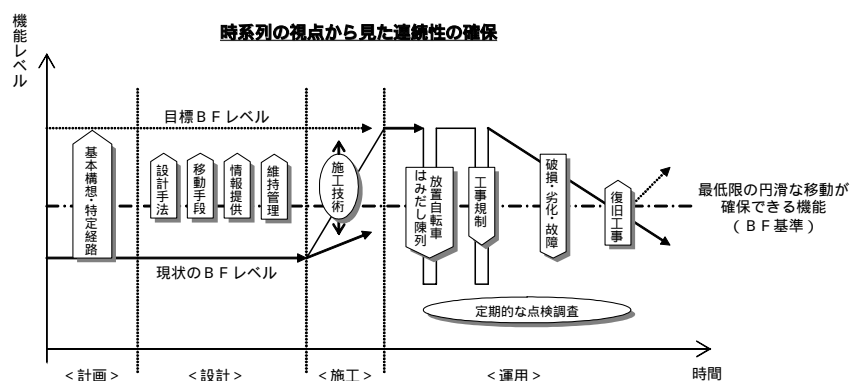 時系列の視点から見た連続性の確保
機能レベル
目標ＢＦレベル
基本構想・特定経路
設計手法
移動手段
情報提供
維持管理
施工技術
放置自転車
はみだし陳列
工事規制
破損・劣化・故障
復旧工事
最低限の円滑な移動が
確保できる機能
（ＢＦ基準）
現状のＢＦレベル
定期的な点検調査
＜計画＞
＜設計＞
＜施工＞
＜運用＞
時間